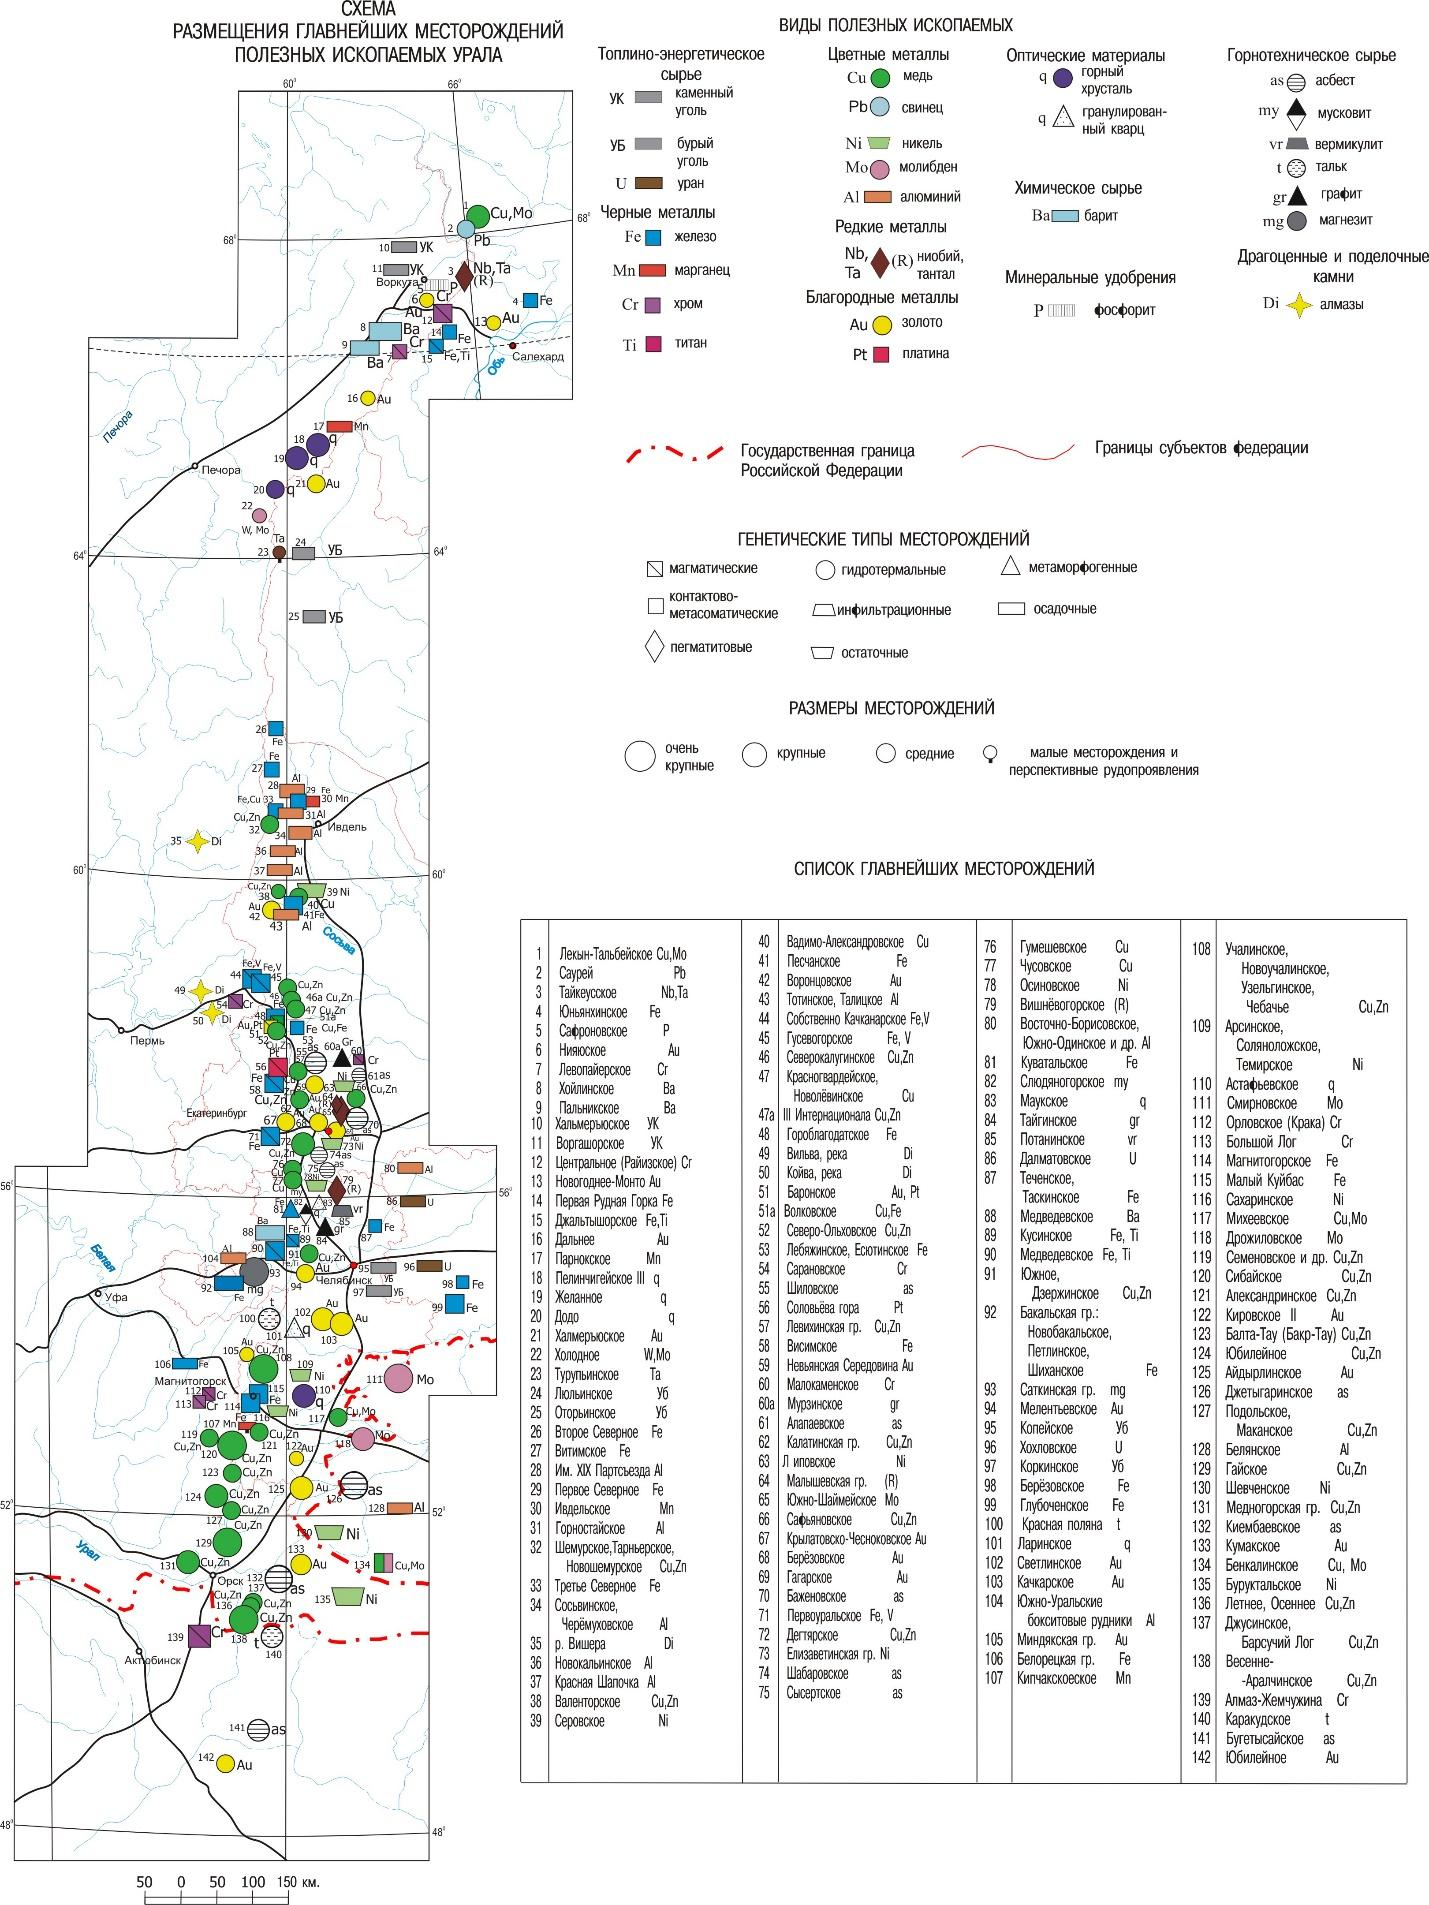 СХЕМА
РАЗМЕЩЕНИЯ ГЛАВНЕЙШИХ МЕСТОРОЖДЕНИЙ
ПОЛЕЗНЫХ ИСКОПАЕМЫХ УРАЛА
ВИДЫ ПОЛЕЗНЫХ ИСКОПАЕМЫХ
Топлино-энергетическое
сырье
УК каменный
уголь
УБ бурый
уголь
U уран
Черные металлы
Fe железо
Mn марганец
Cr хром
Ti титан
Цветные металлы
Cu медь
Pb свинец
Ni никель
Mo молибден
Al алюминий
Редкие металлы
Nb, Ta (R) ниобий,
тантал
Благородные металлы
Au золото
Pt платина
Оптические материалы
q горный
хрусталь
q гранулирован-
ный кварц
Химическое сырье
Ba барит
Минеральные удобрения
P фосфорит
Горнотехническое сырье
as асбест
my мусковит
vr вермикулит
t тальк
gr графит
mg магнезит
Драгоценные и поделочные
камни
Di алмазы
Государственная граница
Российской Федерации
Границы субъектов федерации
ГЕНЕТИЧЕСКИЕ ТИПЫ МЕСТОРОЖДЕНИЙ
магматические
гидротермальные
метаморфогенные
контактово-
метасоматические
инфильтрационные
осадочные
пегматитовые
остаточные
РАЗМЕРЫ МЕСТОРОЖДЕНИЙ
очень
крупные
крупные
средние
малые месторождения и
перспективные рудопроявления
СПИСОК ГЛАВНЕЙШИХ МЕСТОРОЖДЕНИЙ
1 Лекын-Тальбейское Cu,Mo
2 Саурей Pb
3 Тайкеусское Nb,Ta
4 Юньянхинское Fe
5 Сафроновское P
6 Нияюское Au
7 Левопайерское Cr
8 Хойлинское Ba
9 Пальникское Ba
10 Хальмеръюское УК
11 Воргашорское УК
12 Центральное (Райизское) Cr
13 Новогоднее-Монто Au
14 Первая Рудная Горка Fe
15 Джальтышорское Fe,Ti
16 Дальнее Au
17 Парнокское Mn
18 Пелинчигейское III q
19 Желанное q
20 Додо q
21 Халмеръюское Au
22 Холодное W,Mo
23 Турупьинское Ta
24 Люльинское Уб
25 Оторьинское Уб
26 Второе Северное Fe
27 Витимское Fe
28 Им. XIX Партсъезда Al
29 Первое Северное Fe
30 Ивдельское Mn
31 Горностайское Al
32 Шемурское,Тарньерское,
Новошемурское Cu,Zn
33 Третье Северное Fe
34 Сосьвинское,
Черёмуховское Al
35 р. Вишера Di
36 Новокальинское Al
37 Красная Шапочка Al
38 Валенторское Cu,Zn
39 Серовское Ni
40 Вадимо-Александровское Cu
41 Песчанское Fe
42 Воронцовское Au
43 Тотинское, Талицкое Al
44 Собственно Качканарское Fe,V
45 Гусевогорское Fe, V
46 Северокалугинское Cu,Zn
47 Красногвардейское,
Новолёвинское Cu
47а III Интернационала Cu,Zn
48 Гороблагодатское Fe
49 Вильва, река Di
50 Койва, река Di
51 Баронское Au, Pt
51а Волковское Cu,Fe
52 Северо-Ольховское Cu,Zn
53 Лебяжинское, Есютинское Fe
54 Сарановское Cr
55 Шиловское as
56 Соловьёва гора Pt
57 Левихинская гр. Cu,Zn
58 Висимское Fe
59 Невьянская Середовина Au
60 Малокаменское Cr
60а Мурзинское gr
61 Алапаевское as
62 Калатинская гр. Cu,Zn
63 Л иповское Ni
64 Малышевская гр. (R)
65 Южно-Шаймейское Mo
66 Сафьяновское Cu,Zn
67 Крылатовско-Чесноковское Au
68 Берёзовское Au
69 Гагарское Au
70 Баженовское as
71 Первоуральское Fe, V
72 Дегтярское Cu,Zn
73 Елизаветинская гр. Ni
74 Шабаровское as
75 Сысертское as
76 Гумешевское Cu
77 Чусовское Cu
78 Осиновское Ni
79 Вишнёвогорское (R)
80 Восточно-Борисовское,
Южно-Одинское и др. Al
81 Куватальское Fe
82 Слюдяногорское my
83 Маукское q
84 Тайгинское gr
85 Потанинское vr
86 Далматовское U
87 Теченское,
Таскинское Fe
88 Медведевское Ba
89 Кусинское Fe, Ti
90 Медведевское Fe, Ti
91 Южное,
Дзержинское Cu,Zn
92 Бакальская гр.:
Новобакальское,
Петлинское,
Шиханское Fe
93 Саткинская гр. mg
94 Мелентьевское Au
95 Копейское Уб
96 Хохловское U
97 Коркинское Уб
98 Берёзовское Fe
99 Глубоченское Fe
100 Красная поляна t
101 Ларинское q
102 Светлинское Au
103 Качкарское Au
104 Южно-Уральские
бокситовые рудники Al
105 Миндякская гр. Au
106 Белорецкая гр. Fe
107 Кипчакскоеское Mn
108 Учалинское,
Новоучалинское,
Узельгинское,
Чебачье Cu,Zn
109 Арсинское,
Соляноложское,
Темирское Ni
110 Астафьевское q
111 Смирновское Mo
112 Орловское (Крака) Cr
113 Большой Лог Cr
114 Магнитогорское Fe
115 Малый Куйбас Fe
116 Сахаринское Ni
117 Михеевское Cu,Mo
118 Дрожиловское Mo
119 Семеновское и др. Cu,Zn
120 Сибайское Cu,Zn
121 Александринское Cu,Zn
122 Кировское II Au
123 Балта-Тау (Бакр-Тау) Cu,Zn
124 Юбилейное Cu,Zn
125 Айдырлинское Au
126 Джетыгаринское as
127 Подольское,
Маканское Cu,Zn
128 Белянское Al
129 Гайское Cu,Zn
130 Шевченское Ni
131 Медногорская гр. Cu,Zn
132 Киембаевское as
133 Кумакское Au
134 Бенкалинское Cu, Mo
135 Буруктальское Ni
136 Летнее, Осеннее Cu,Zn
137 Джусинское,
Барсучий Лог Cu,Zn
138 Весенне-
-Аралчинское Cu,Zn
139 Алмаз-Жемчужина Cr
140 Каракудское t
141 Бугетысайское as
142 Юбилейное Au
60°
66°
68°
68°
Воркута
Салехард
Обь
Печора
Печора
64°
64°
Ивдель
60°
60°
Сосьва
Пермь
Екатеринбург
56°
56°
Белая
Челябинск
Уфа
Магнитогорск
52°
52°
Урал
Орск
Актюбинск
48°
48°
50 0 50 100 150 км.